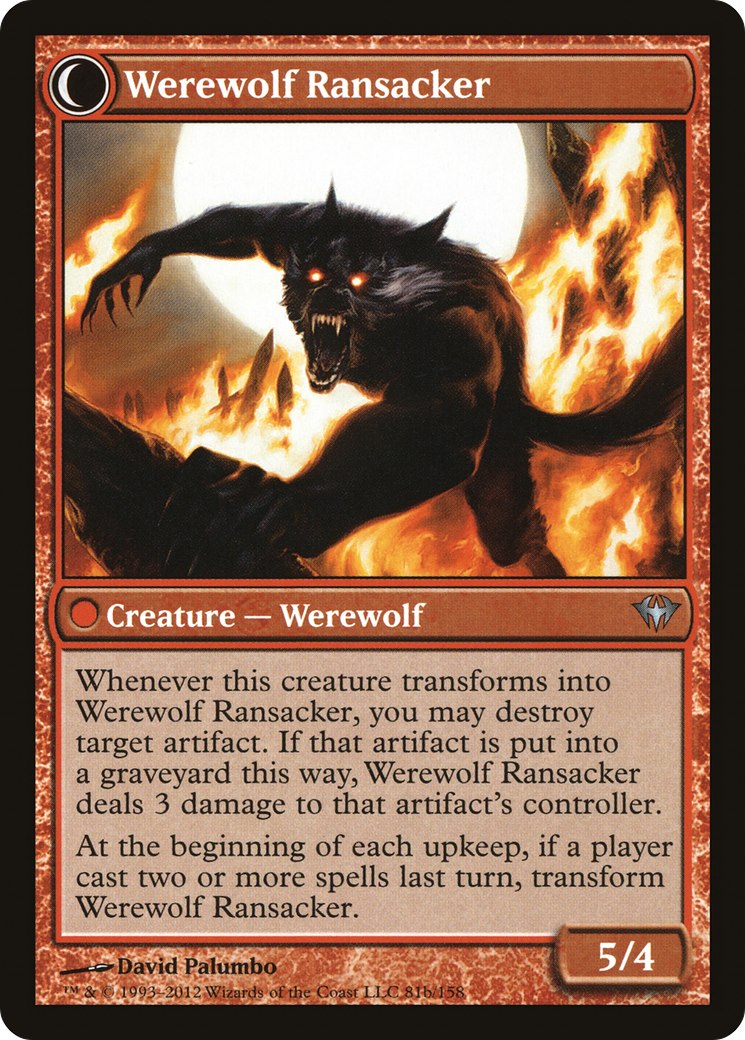 Werewolf Ransacker
Creature — Werewolf
Whenever this creature transforms into
Werewolf Ransacker, you may destroy
target artifact. If that artifact is put into
a graveyard this way, Werewolf Ransacker
deals 3 damage to that artifact's controller.
At the beginning of each upkeep, if a player
cast two or more spells last turn, transform
Werewolf Ransacker.
5/4
David Palumbo
™ & © 1993–2012 Wizards of the Coast LLC 81b/158